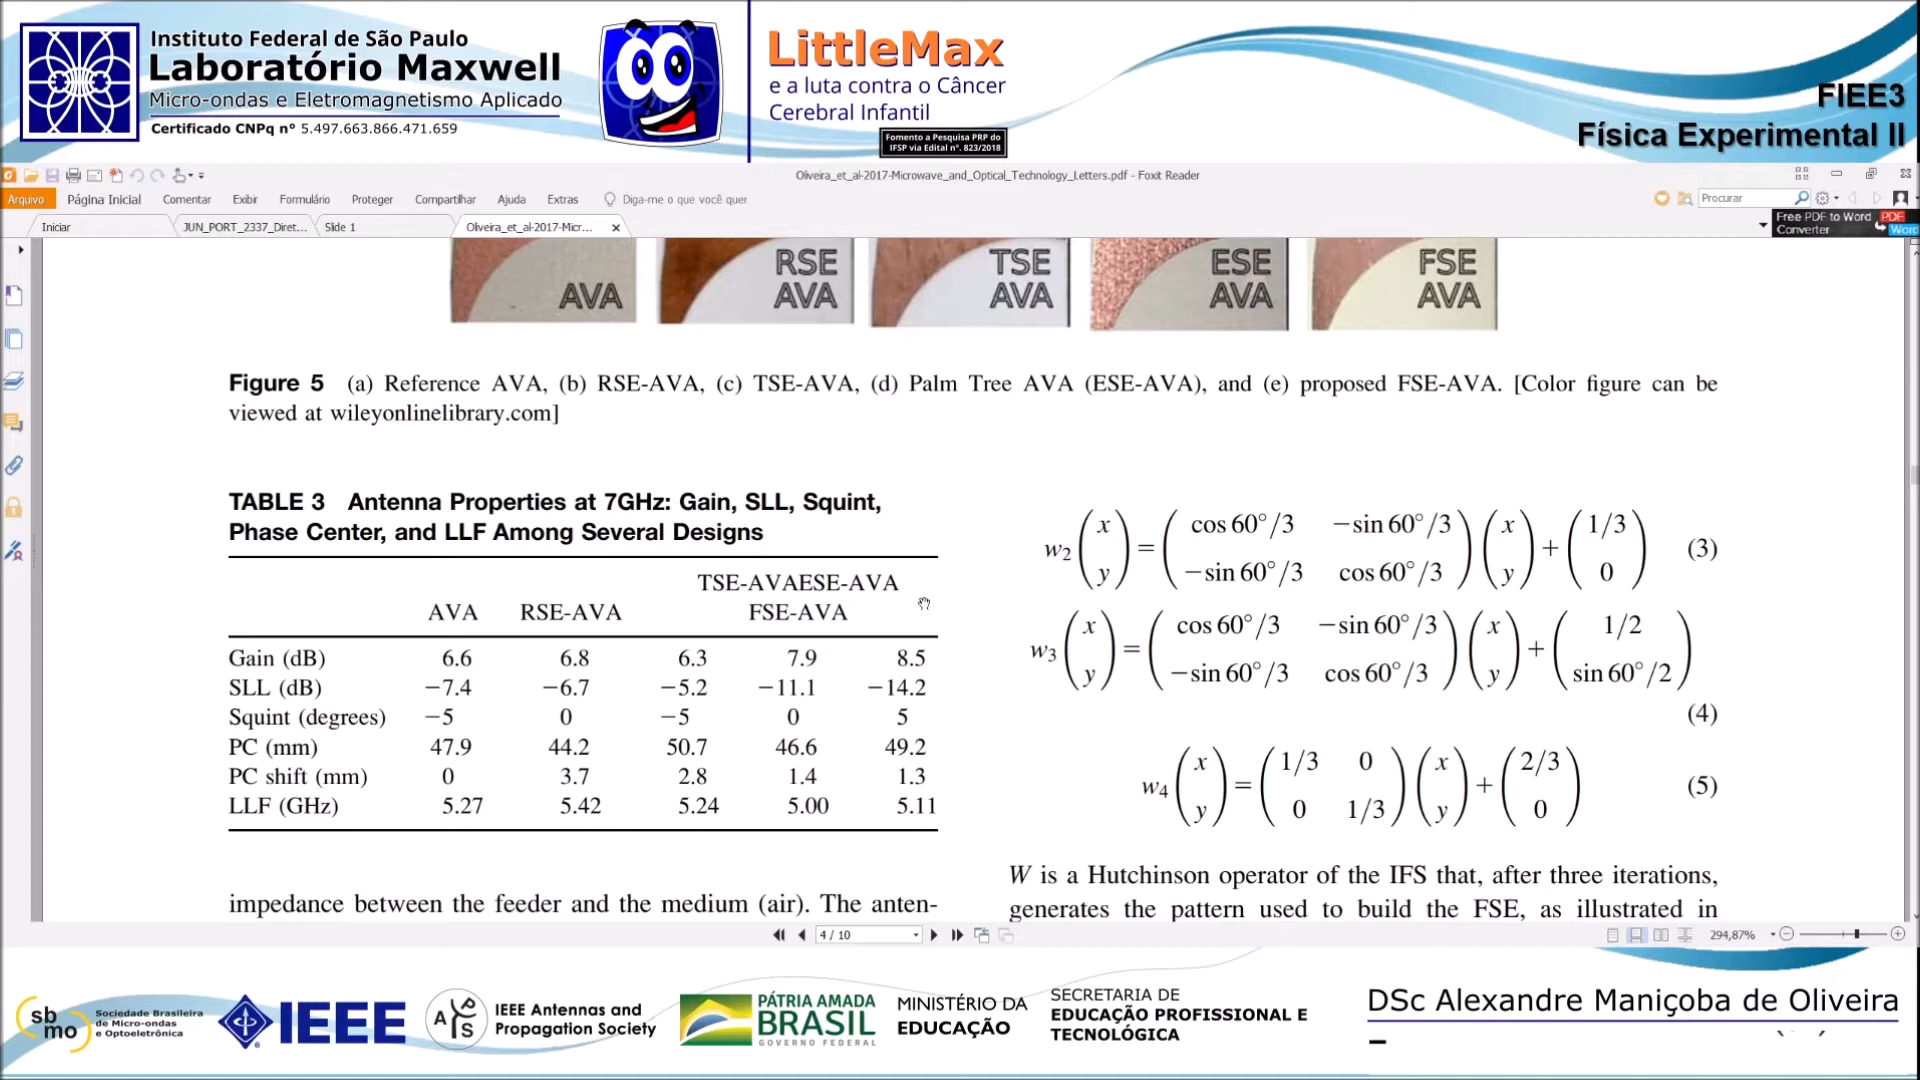 Instituto Federal de São Paulo
Laboratório Maxwell
Micro-ondas e Eletromagnetismo Aplicado
Certificado CNPq n° 5.497.663.866.471.659
LittleMax
e a luta contra o Câncer
Cerebral Infantil
Fomento a Pesquisa PRP do
IFSP via Edital n°. 823/2018
FIEE3
Física Experimental II
Oliveira_et_al-2017-Microwave_and_Optical_Technology_Letters.pdf - Foxit Reader
Arquivo Página Inicial Comentar Exibir Formulário Proteger Compartilhar Ajuda Extras Diga-me o que você quer Procurar
Iniciar JUN_PORT_2337_Diret... Slide 1 Oliveira_et_al-2017-Micr...
Free PDF to Word
Converter
PDF
Word
AVA
RSE
AVA
TSE
AVA
ESE
AVA
FSE
AVA
Figure 5 (a) Reference AVA, (b) RSE-AVA, (c) TSE-AVA, (d) Palm Tree AVA (ESE-AVA), and (e) proposed FSE-AVA. [Color figure can be
viewed at wileyonlinelibrary.com]
TABLE 3 Antenna Properties at 7GHz: Gain, SLL, Squint,
Phase Center, and LLF Among Several Designs
TSE-AVAESE-AVA
AVA RSE-AVA FSE-AVA
Gain (dB) 6.6 6.8 6.3 7.9 8.5
SLL (dB) −7.4 −6.7 −5.2 −11.1 −14.2
Squint (degrees) −5 0 −5 0 5
PC (mm) 47.9 44.2 50.7 46.6 49.2
PC shift (mm) 0 3.7 2.8 1.4 1.3
LLF (GHz) 5.27 5.42 5.24 5.00 5.11
impedance between the feeder and the medium (air). The anten-
w2 (x y) = (cos 60°/3 −sin 60°/3 −sin 60°/3 cos 60°/3) (x y) + (1/3 0) (3)
w3 (x y) = (cos 60°/3 −sin 60°/3 −sin 60°/3 cos 60°/3) (x y) + (1/2 sin 60°/2)
(4)
w4 (x y) = (1/3 0 0 1/3) (x y) + (2/3 0) (5)
W is a Hutchinson operator of the IFS that, after three iterations,
generates the pattern used to build the FSE, as illustrated in
4 / 10
294,87%
sb
mo
Sociedade Brasileira
de Micro-ondas
e Optoeletrônica
IEEE
APS
IEEE Antennas and
Propagation Society
PÁTRIA AMADA
BRASIL
GOVERNO FEDERAL
MINISTÉRIO DA
EDUCAÇÃO
SECRETARIA DE
EDUCAÇÃO PROFISSIONAL E
TECNOLÓGICA
DSc Alexandre Maniçoba de Oliveira